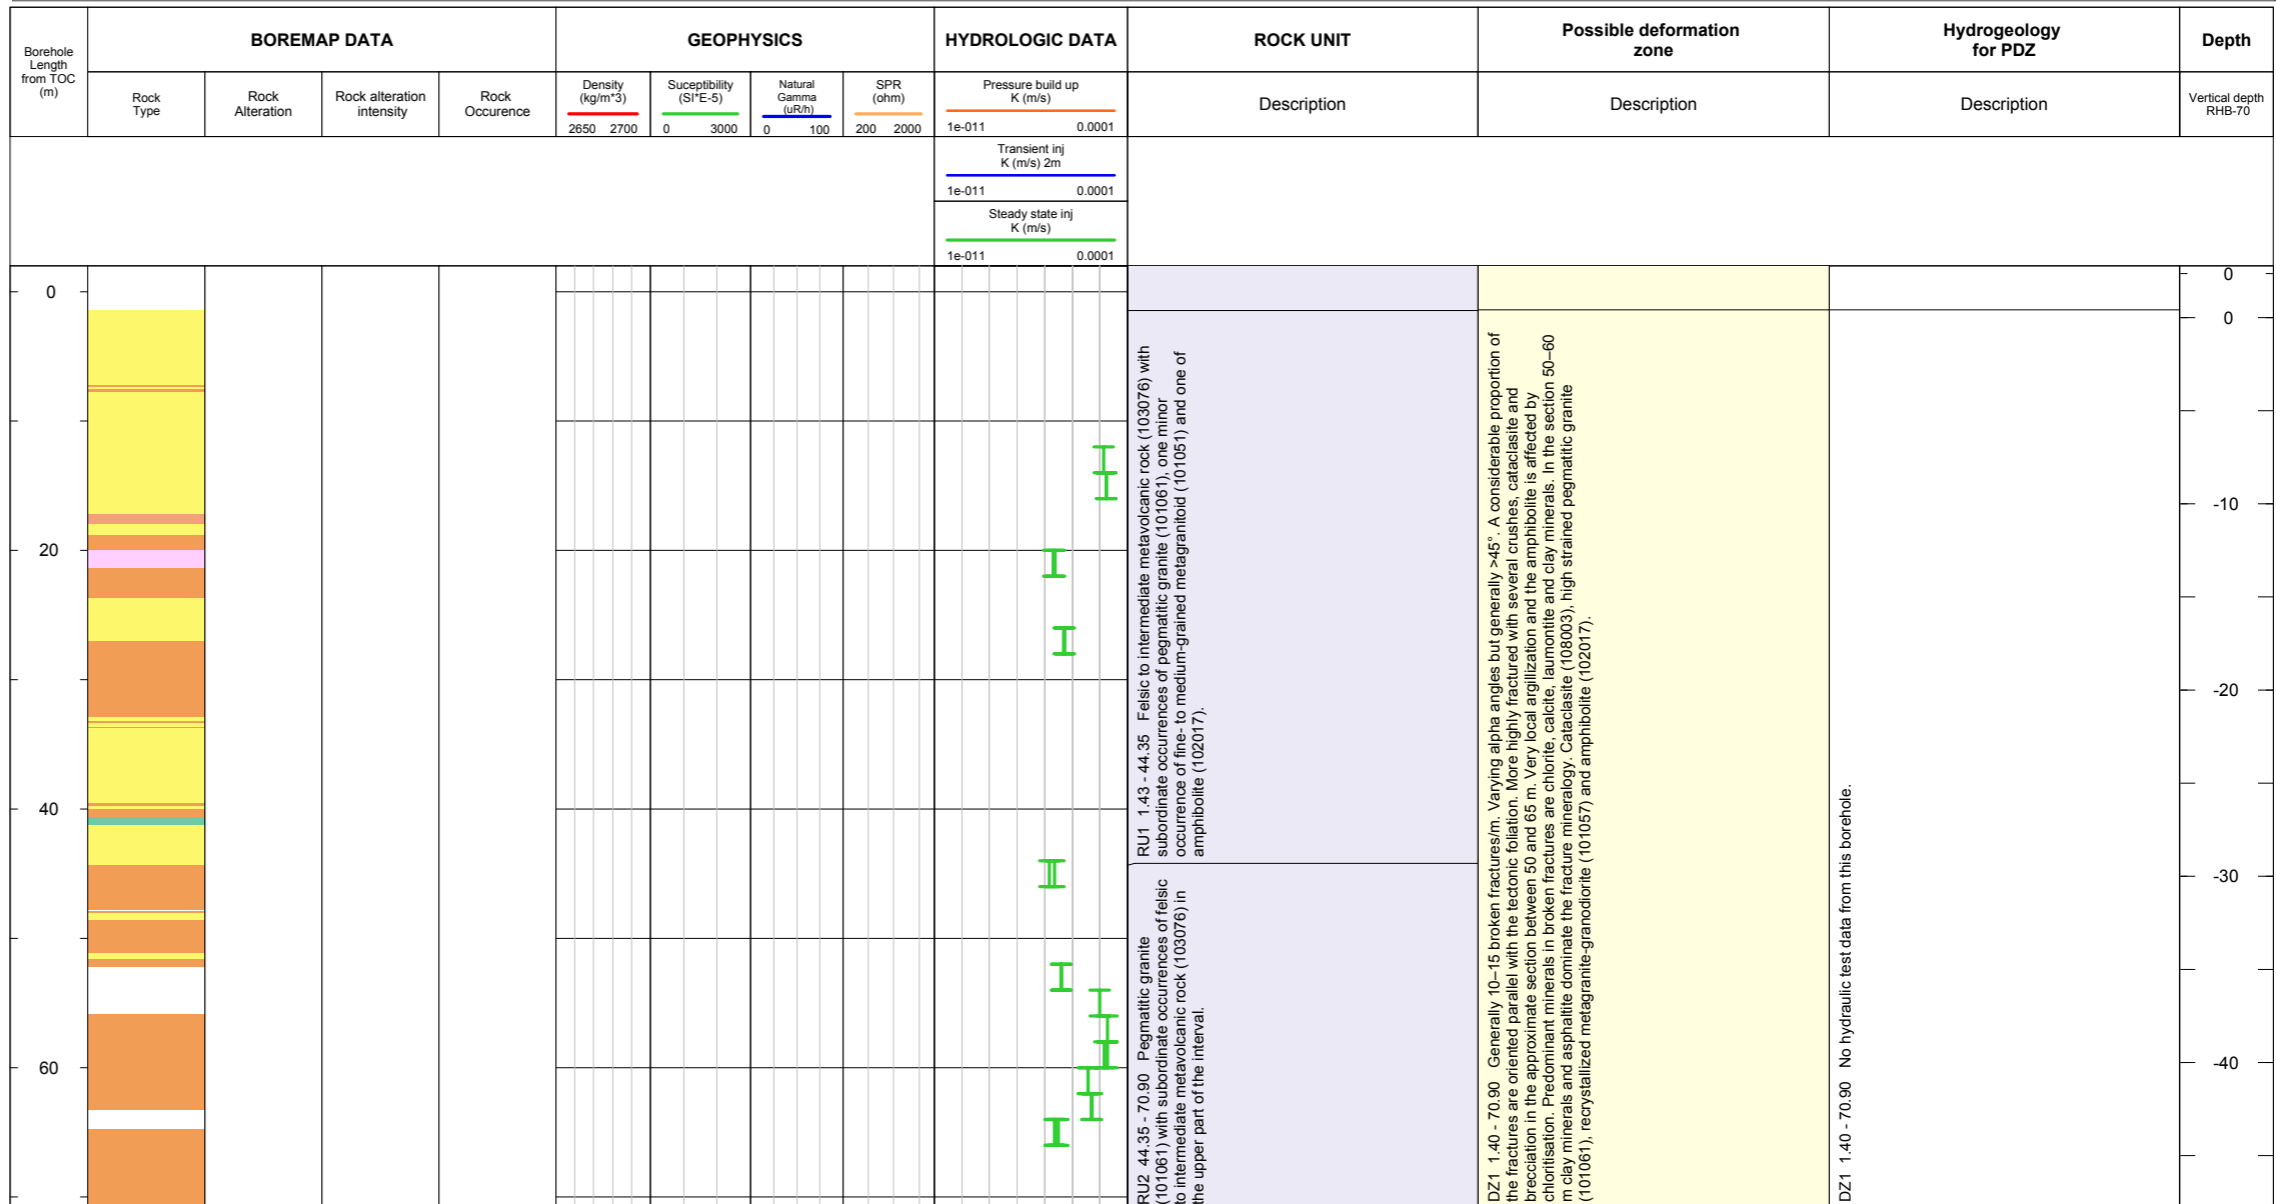 Borehole
Length
from TOC
(m)
BOREMAP DATA
GEOPHYSICS
HYDROLOGIC DATA
ROCK UNIT
Possible deformation
zone
Hydrogeology
for PDZ
Depth
Rock
Type
Rock
Alteration
Rock alteration
intensity
Rock
Occurence
Density
(kg/m*3)
2650 2700
Suceptibility
(SI*E-5)
0 3000
Natural
Gamma
(uR/h)
0 100
SPR
(ohm)
200 2000
Pressure build up
K (m/s)
1e-011 0.0001
Description
Description
Description
Vertical depth
RHB-70
Transient inj
K (m/s) 2m
1e-011 0.0001
Steady state inj
K (m/s)
1e-011 0.0001
0
20
40
60
RU1 1.43 - 44.35 Felsic to intermediate metavolcanic rock (103076) with
subordinate occurrences of pegmatitic granite (101061), one minor
occurrence of fine- to medium-grained metagranitoid (101051) and one of
amphibolite (102017).
RU2 44.35 - 70.90 Pegmatitic granite
(101061) with subordinate occurrences of felsic
to intermediate metavolcanic rock (103076) in
the upper part of the interval.
DZ1 1.40 - 70.90 Generally 10–15 broken fractures/m. Varying alpha angles but generally >45°. A considerable proportion of
the fractures are oriented parallel with the tectonic foliation. More highly fractured with several crushes, cataclasite and
brecciation in the approximate section between 50 and 65 m. Very local argilization and the amphibolite is affected by
chloritisation. Predominant minerals in broken fractures are chlorite, calcite, laumontite and clay minerals. In the section 50–60
m clay minerals and asphaltite dominate the fracture mineralogy. Cataclasite (108003), high strained pegmatitic granite
(101061), recrystallized metagranite-granodiorite (101057) and amphibolite (102017).
DZ1 1.40 - 70.90 No hydraulic test data from this borehole.
0
0
-10
-20
-30
-40